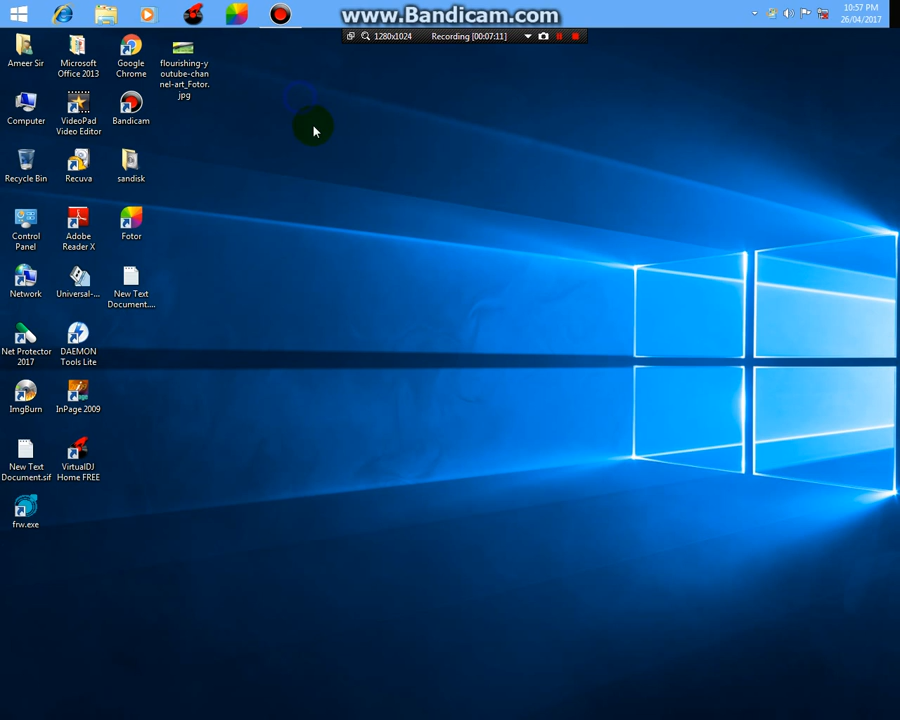 www.Bandicam.com
10:57 PM
26/04/2017
1280x1024 Recording [00:07:11]
Ameer Sir
Microsoft
Office 2013
Google
Chrome
flourishing-y
outube-chan
nel-art_Fotor.
jpg
Computer
VideoPad
Video Editor
Bandicam
Recycle Bin
Recuva
sandisk
Control
Panel
Adobe
Reader X
Fotor
Network
Universal-...
New Text
Document....
Net Protector
2017
DAEMON
Tools Lite
ImgBurn
InPage 2009
New Text
Document.sif
VirtualDJ
Home FREE
frw.exe